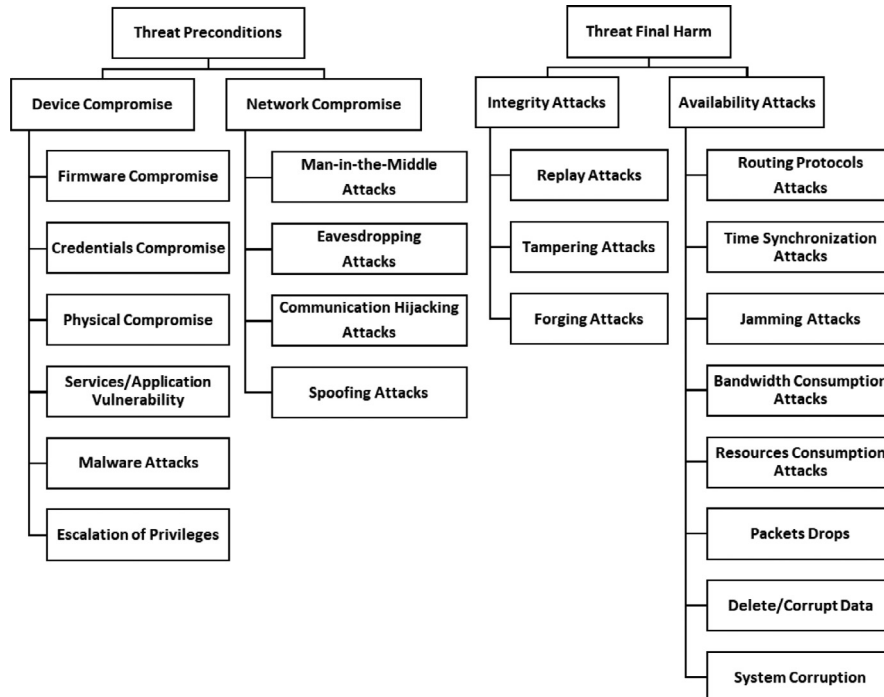 Threat Preconditions
Device Compromise
Firmware Compromise
Credentials Compromise
Physical Compromise
Services/Application
Vulnerability
Malware Attacks
Escalation of Privileges
Network Compromise
Man-in-the-Middle
Attacks
Eavesdropping
Attacks
Communication Hijacking
Attacks
Spoofing Attacks
Threat Final Harm
Integrity Attacks
Replay Attacks
Tampering Attacks
Forging Attacks
Availability Attacks
Routing Protocols
Attacks
Time Synchronization
Attacks
Jamming Attacks
Bandwidth Consumption
Attacks
Resources Consumption
Attacks
Packets Drops
Delete/Corrupt Data
System Corruption